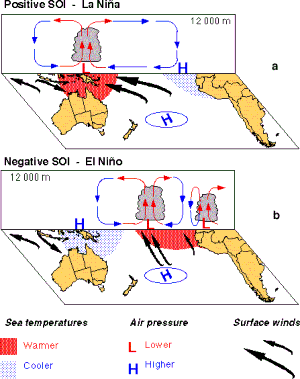 Positive SOI - La Niña
12 000 m
L
H
a
H
Negative SOI - El Niño
12 000 m
H
L
L
b
H
Sea temperatures
Air pressure
Surface winds
Warmer
L Lower
Cooler
H Higher